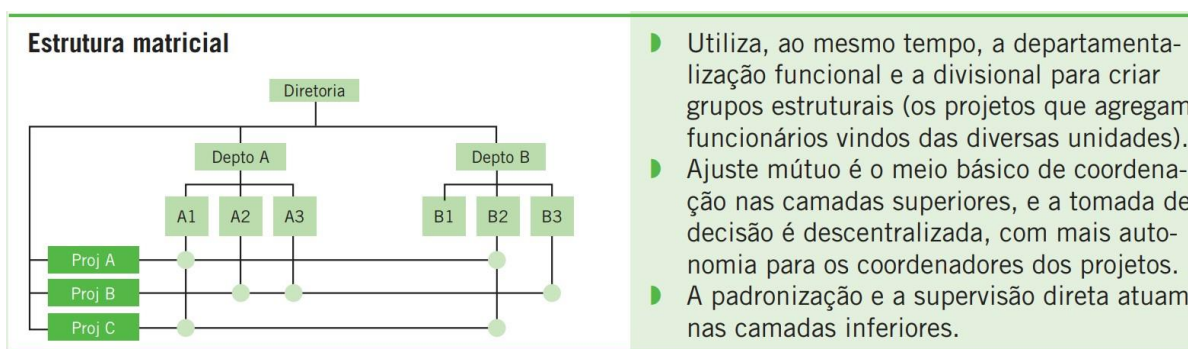 Estrutura matricial
Diretoria
Depto A
Depto B
A1
A2
A3
B1
B2
B3
Proj A
Proj B
Proj C
Utiliza, ao mesmo tempo, a departamenta-
lização funcional e a divisional para criar
grupos estruturais (os projetos que agregam
funcionários vindos das diversas unidades).
Ajuste mútuo é o meio básico de coordena-
ção nas camadas superiores, e a tomada de
decisão é descentralizada, com mais auto-
nomia para os coordenadores dos projetos.
A padronização e a supervisão direta atuam
nas camadas inferiores.